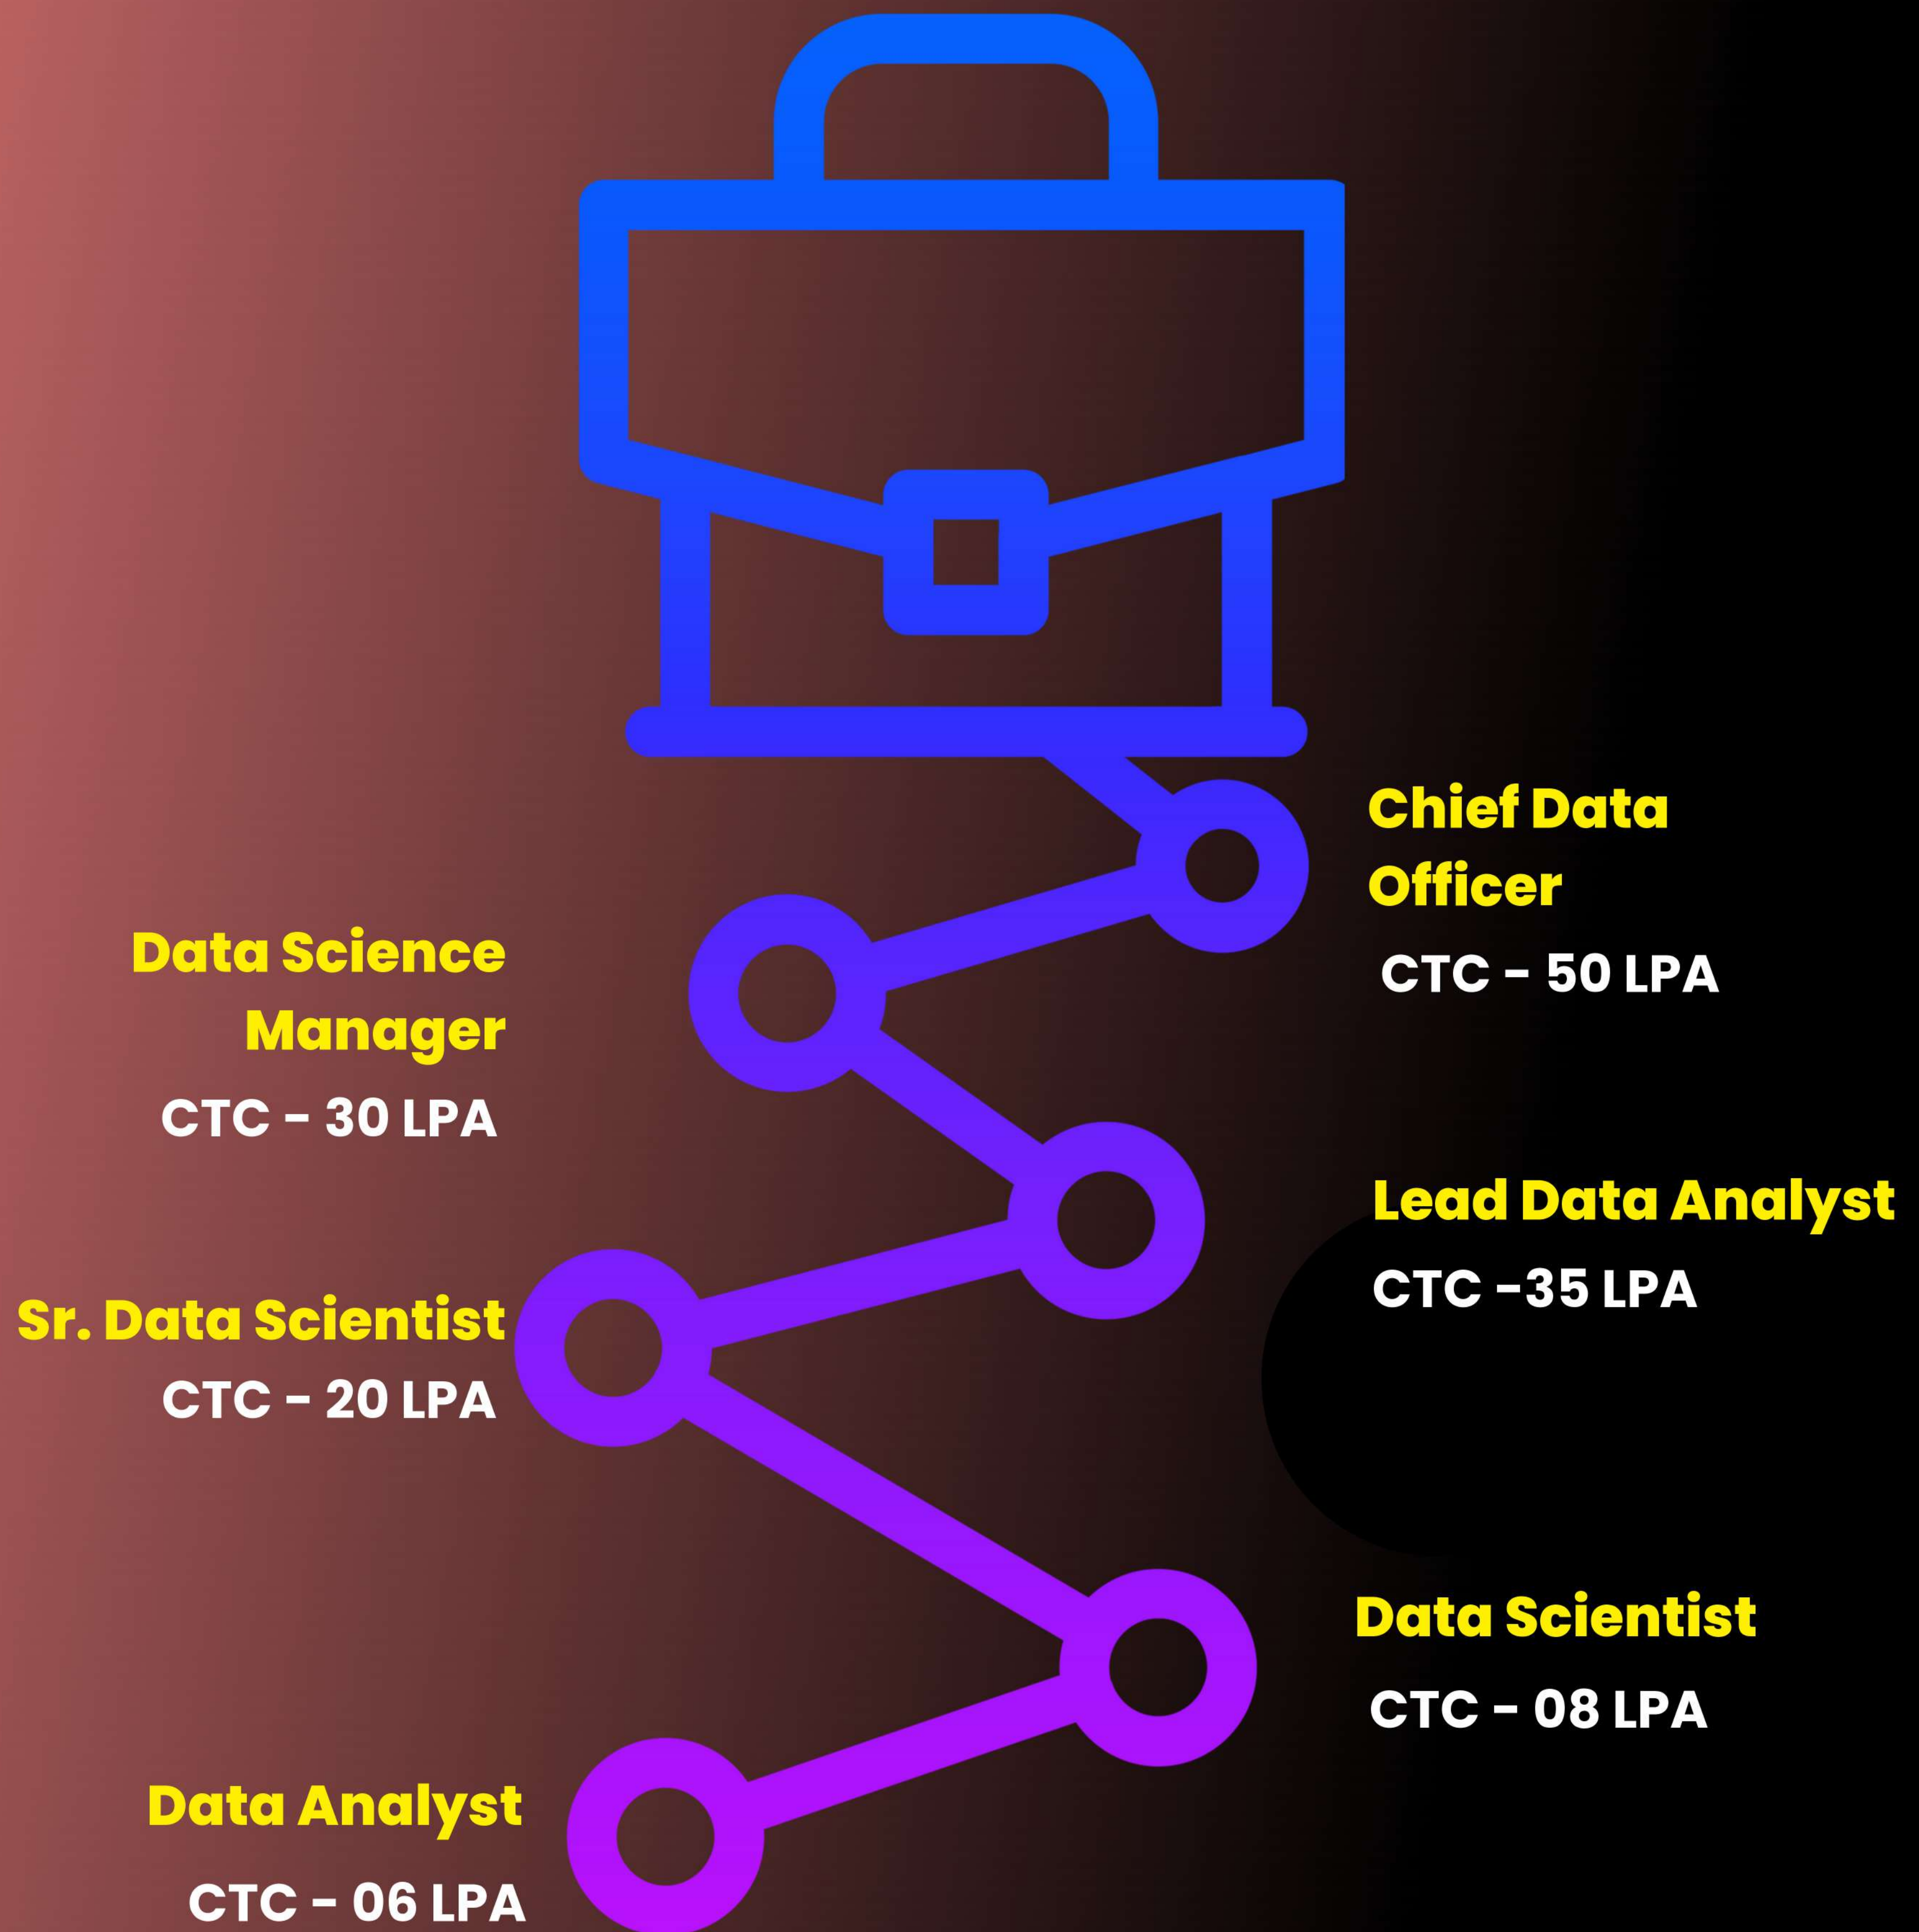 Chief Data
Officer
CTC - 50 LPA
Data Science
Manager
CTC - 30 LPA
Lead Data Analyst
CTC -35 LPA
Sr. Data Scientist
CTC - 20 LPA
Data Scientist
CTC - 08 LPA
Data Analyst
CTC - 06 LPA